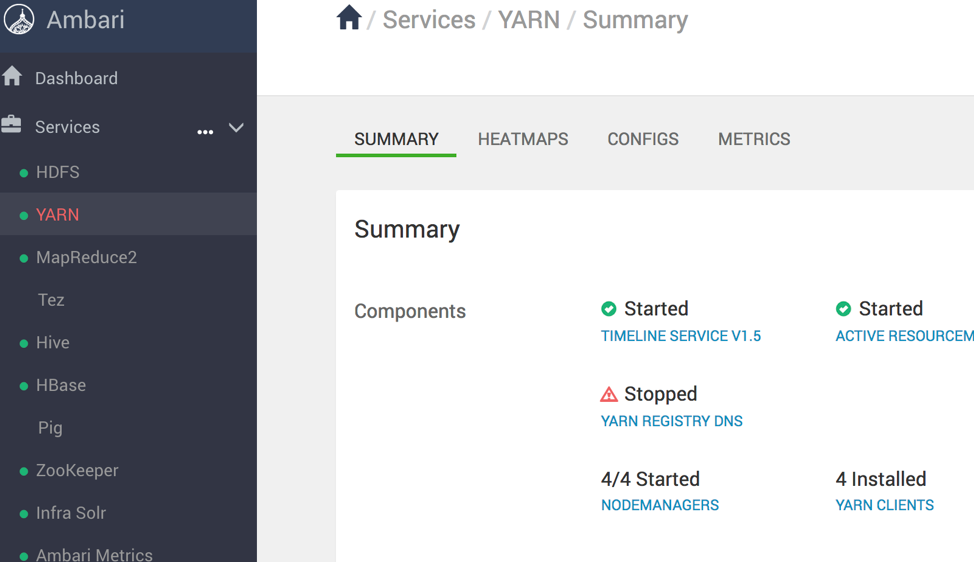 Ambari
Dashboard
Services
HDFS
YARN
MapReduce2
Tez
Hive
HBase
Pig
ZooKeeper
Infra Solr
Ambari Metrics
/ Services / YARN / Summary
SUMMARY HEATMAPS CONFIGS METRICS
Summary
Components
Started Started
TIMELINE SERVICE V1.5 ACTIVE RESOURCEM
Stopped
YARN REGISTRY DNS
4/4 Started 4 Installed
NODEMANAGERS YARN CLIENTS